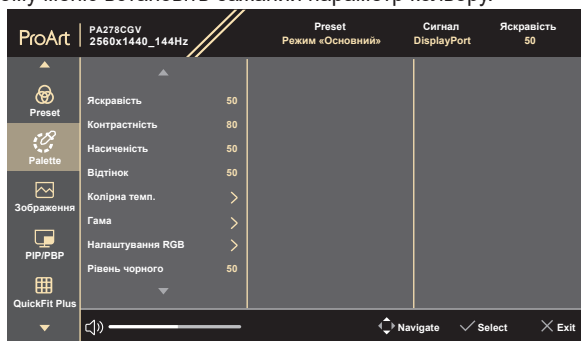 ому меню встановіть бажаний параметр кольору.
ProArt
PA278CGV
2560x1440_144Hz
Preset
Режим «Основний»
Сигнал
DisplayPort
Яскравість
50
Preset
Palette
Зображення
PIP/PBP
QuickFit Plus
Яскравість 50
Контрастність 80
Насиченість 50
Відтінок 50
Колірна темп.
Гама
Налаштування RGB
Рівень чорного 50
Navigate
Select
Exit